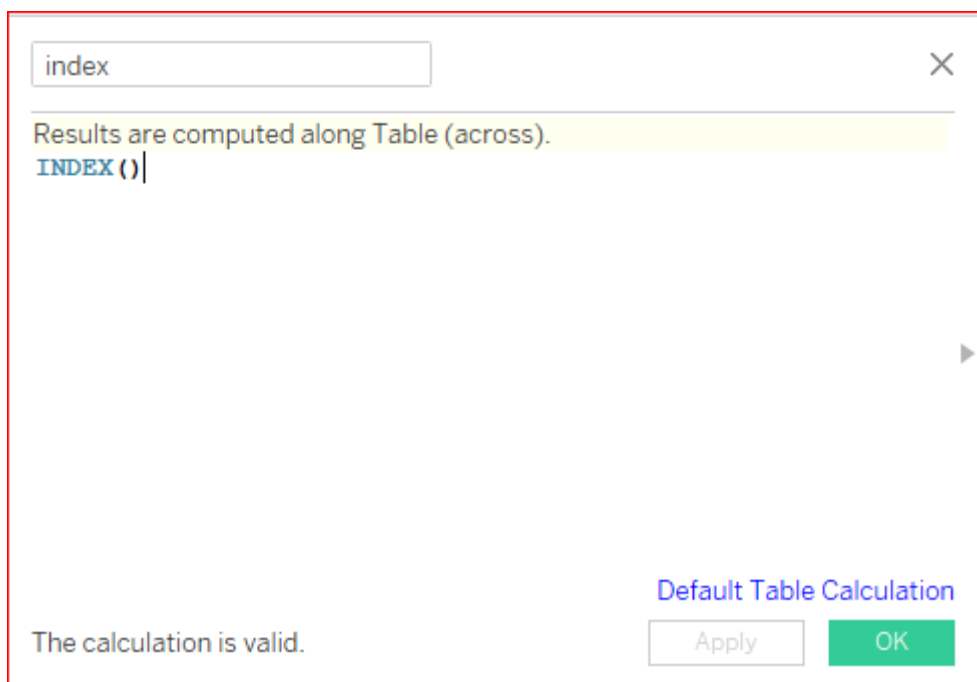 index
Results are computed along Table (across).
INDEX()
Default Table Calculation
The calculation is valid.
Apply
OK